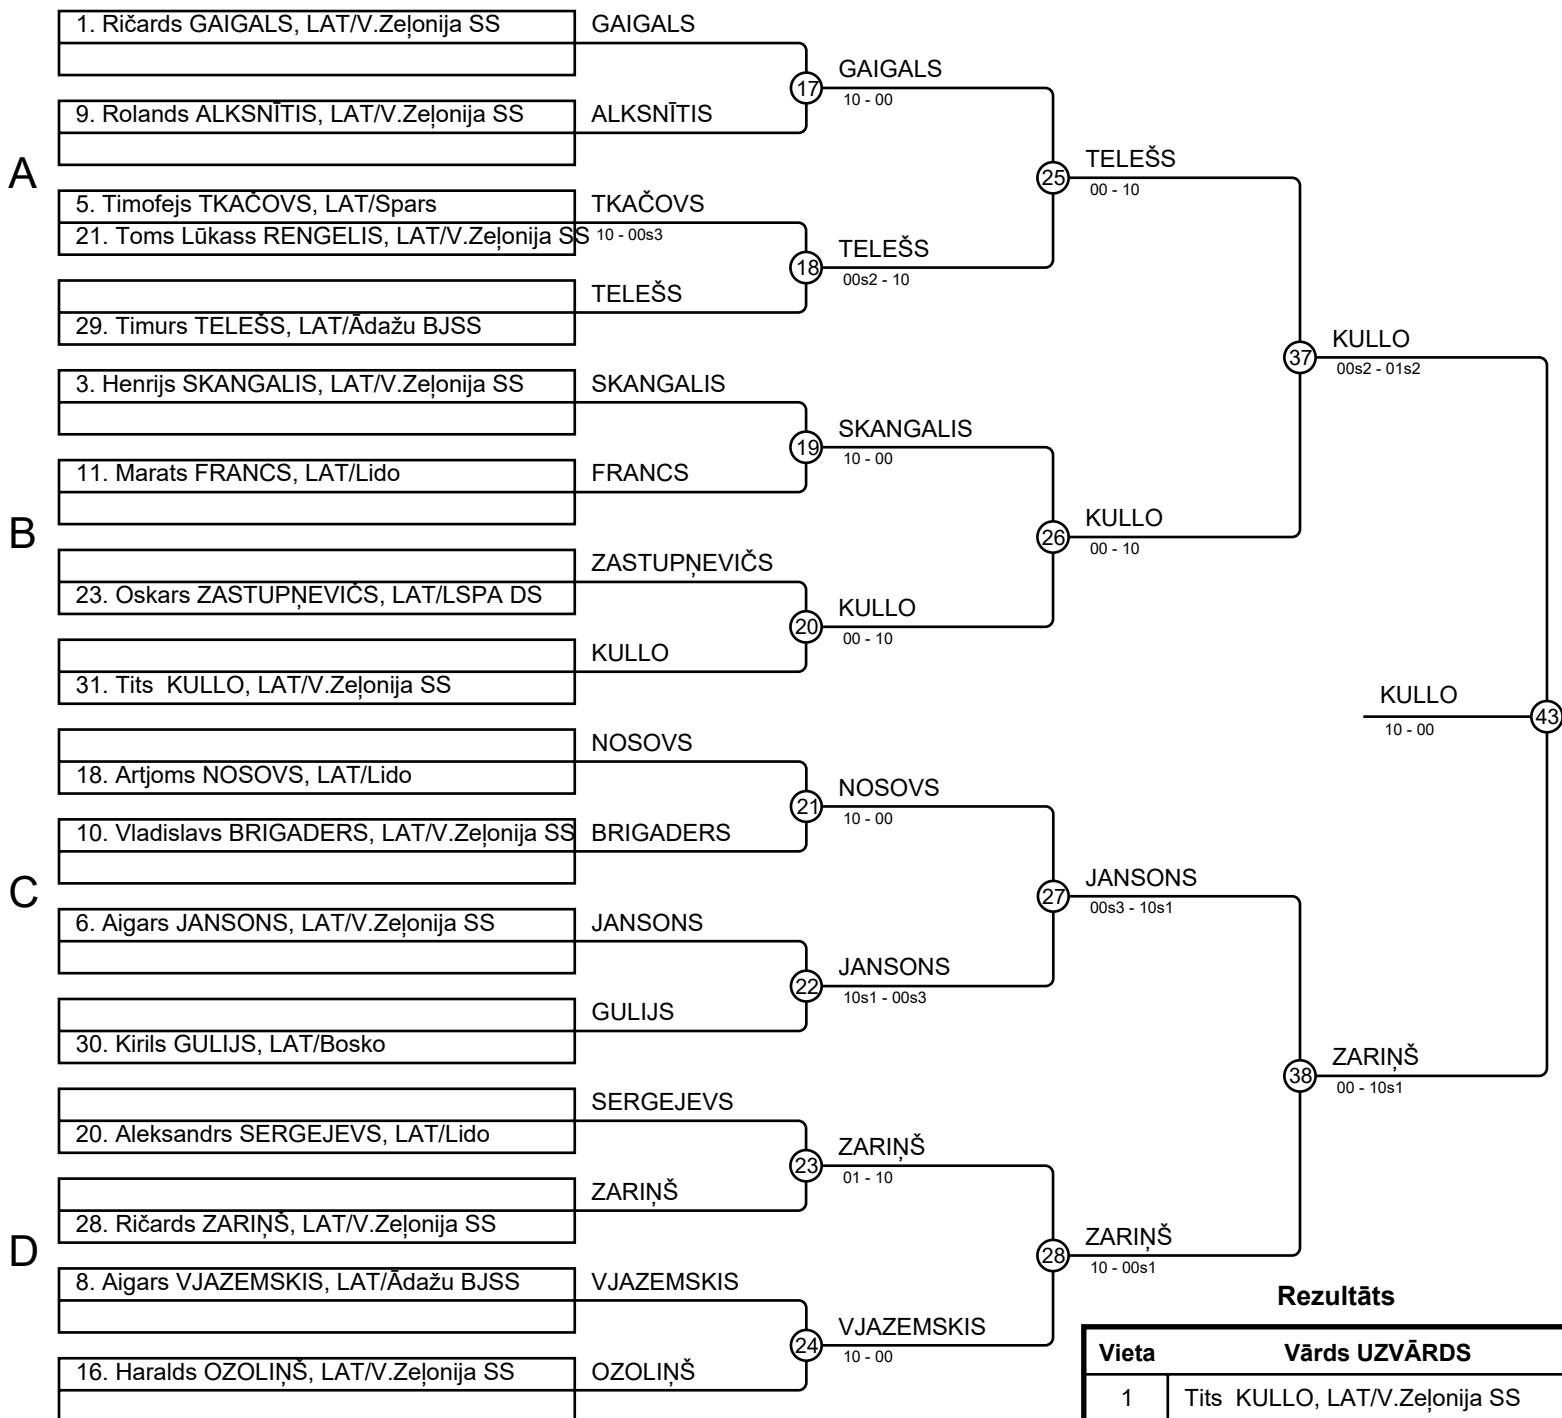 1. Ričards GAIGALS, LAT/V.Zeļonija SS
GAIGALS
17
GAIGALS
10 - 00
9. Rolands ALKSNĪTIS, LAT/V.Zeļonija SS
ALKSNĪTIS
A
25
TELEŠS
00 - 10
5. Timofejs TKAČOVS, LAT/Spars
21. Toms Lūkass RENGELIS, LAT/V.Zeļonija SS
TKAČOVS
10 - 00s3
18
TELEŠS
00s2 - 10
TELEŠS
29. Timurs TELEŠS, LAT/Ādažu BJSS
37
KULLO
00s2 - 01s2
3. Henrijs SKANGALIS, LAT/V.Zeļonija SS
SKANGALIS
19
SKANGALIS
10 - 00
11. Marats FRANCS, LAT/Lido
FRANCS
B
26
KULLO
00 - 10
ZASTUPŅEVIČS
23. Oskars ZASTUPŅEVIČS, LAT/LSPA DS
20
KULLO
00 - 10
KULLO
31. Tits  KULLO, LAT/V.Zeļonija SS
KULLO
10 - 00
43
NOSOVS
18. Artjoms NOSOVS, LAT/Lido
21
NOSOVS
10 - 00
10. Vladislavs BRIGADERS, LAT/V.Zeļonija SS
BRIGADERS
C
27
JANSONS
00s3 - 10s1
6. Aigars JANSONS, LAT/V.Zeļonija SS
JANSONS
22
JANSONS
10s1 - 00s3
GULIJS
30. Kirils GULIJS, LAT/Bosko
38
ZARIŅŠ
00 - 10s1
SERGEJEVS
20. Aleksandrs SERGEJEVS, LAT/Lido
23
ZARIŅŠ
01 - 10
ZARIŅŠ
28. Ričards ZARIŅŠ, LAT/V.Zeļonija SS
D
28
ZARIŅŠ
10 - 00s1
8. Aigars VJAZEMSKIS, LAT/Ādažu BJSS
VJAZEMSKIS
24
VJAZEMSKIS
10 - 00
16. Haralds OZOLIŅŠ, LAT/V.Zeļonija SS
OZOLIŅŠ
Rezultāts
Vieta Vārds UZVĀRDS
1 Tits  KULLO, LAT/V.Zeļonija SS